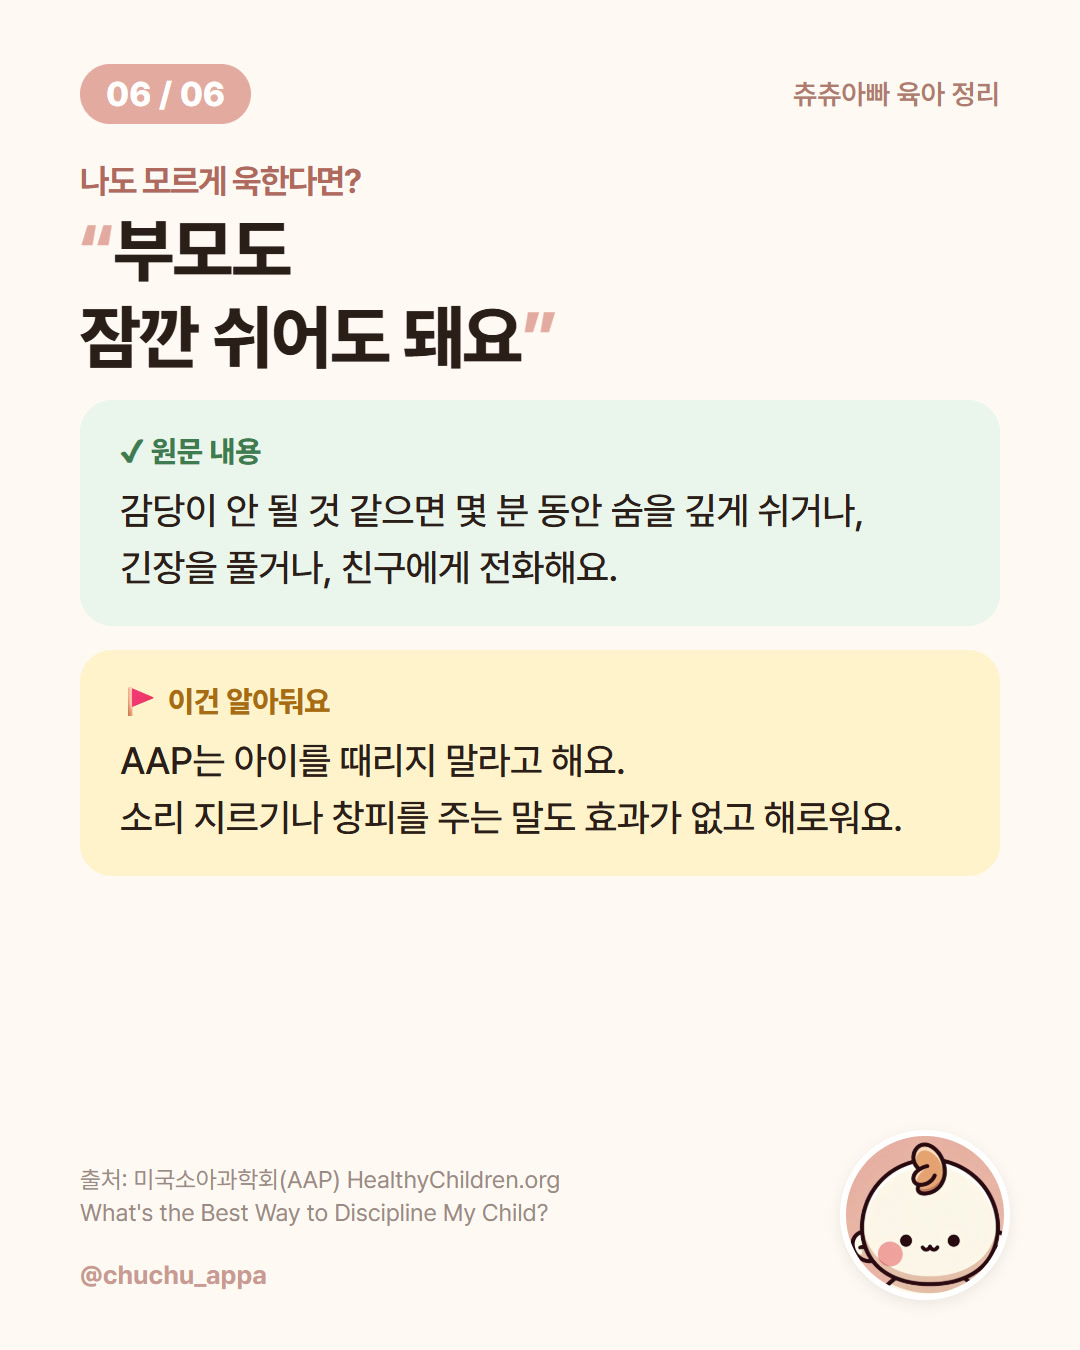 06 / 06
츄츄아빠 육아 정리
나도 모르게 욱한다면?
“부모도
잠깐 쉬어도 돼요”
✔ 원문 내용
감당이 안 될 것 같으면 몇 분 동안 숨을 깊게 쉬거나,
긴장을 풀거나, 친구에게 전화해요.
🚩 이건 알아둬요
AAP는 아이를 때리지 말라고 해요.
소리 지르기나 창피를 주는 말도 효과가 없고 해로워요.
출처: 미국소아과학회(AAP) HealthyChildren.org
What's the Best Way to Discipline My Child?
@chuchu_appa